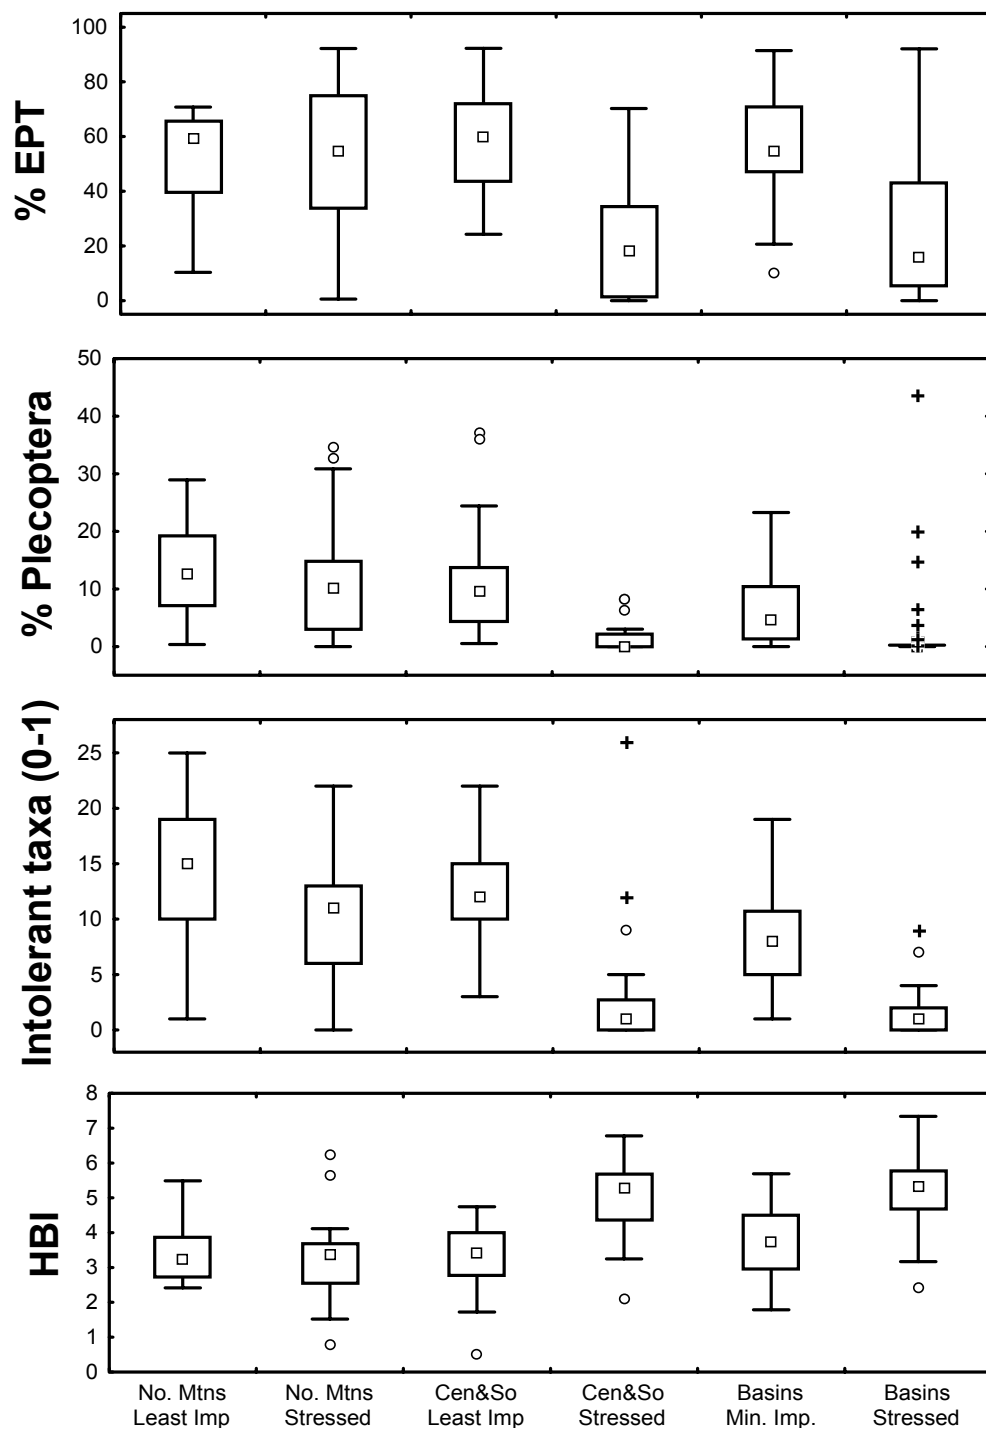 % EPT
100
80
60
40
20
0
% Plecoptera
50
40
30
20
10
0
Intolerant taxa (0-1)
25
20
15
10
5
0
HBI
8
7
6
5
4
3
2
1
0
No. Mtns
Least Imp
No. Mtns
Stressed
Cen&So
Least Imp
Cen&So
Stressed
Basins
Min. Imp.
Basins
Stressed